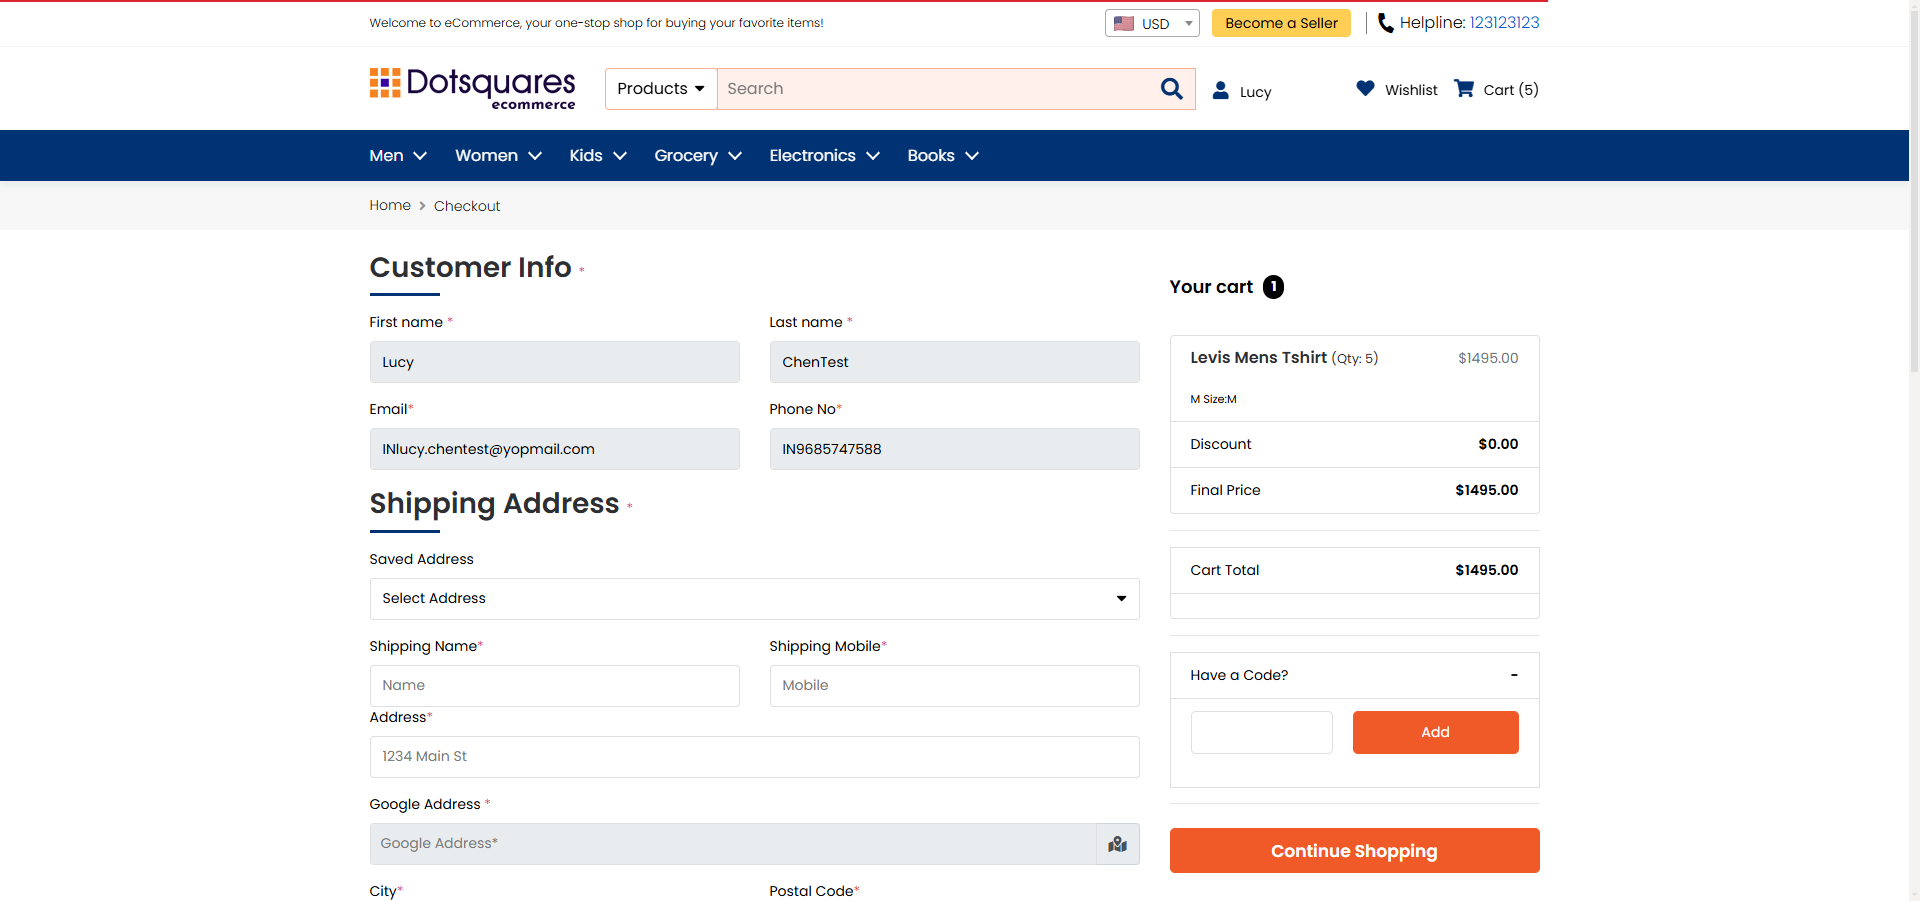 Welcome to eCommerce, your one-stop shop for buying your favorite items!
USD
Become a Seller
Helpline: 123123123
Dotsquares
ecommerce
Products
Search
Lucy
Wishlist
Cart (5)
Men
Women
Kids
Grocery
Electronics
Books
Home
Checkout
Customer Info *
First name *
Last name *
Lucy
ChenTest
Email*
Phone No*
INlucy.chentest@yopmail.com
IN9685747588
Shipping Address *
Saved Address
Select Address
Shipping Name*
Shipping Mobile*
Name
Mobile
Address*
1234 Main St
Google Address *
Google Address*
City*
Postal Code*
Your cart 1
Levis Mens Tshirt (Qty: 5) $1495.00
M Size:M
Discount $0.00
Final Price $1495.00
Cart Total $1495.00
Have a Code? -
Add
Continue Shopping